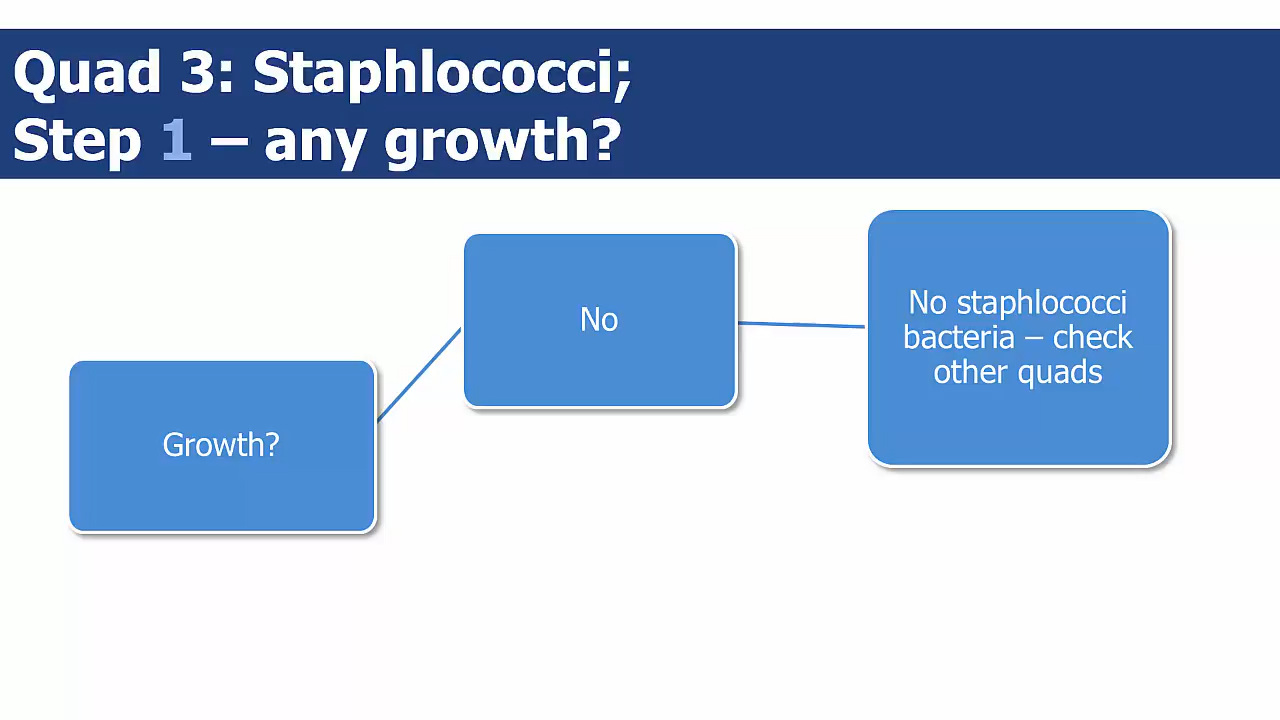 Quad 3: Staphlococci;
Step 1 – any growth?
Growth?
No
No staphlococci
bacteria – check
other quads